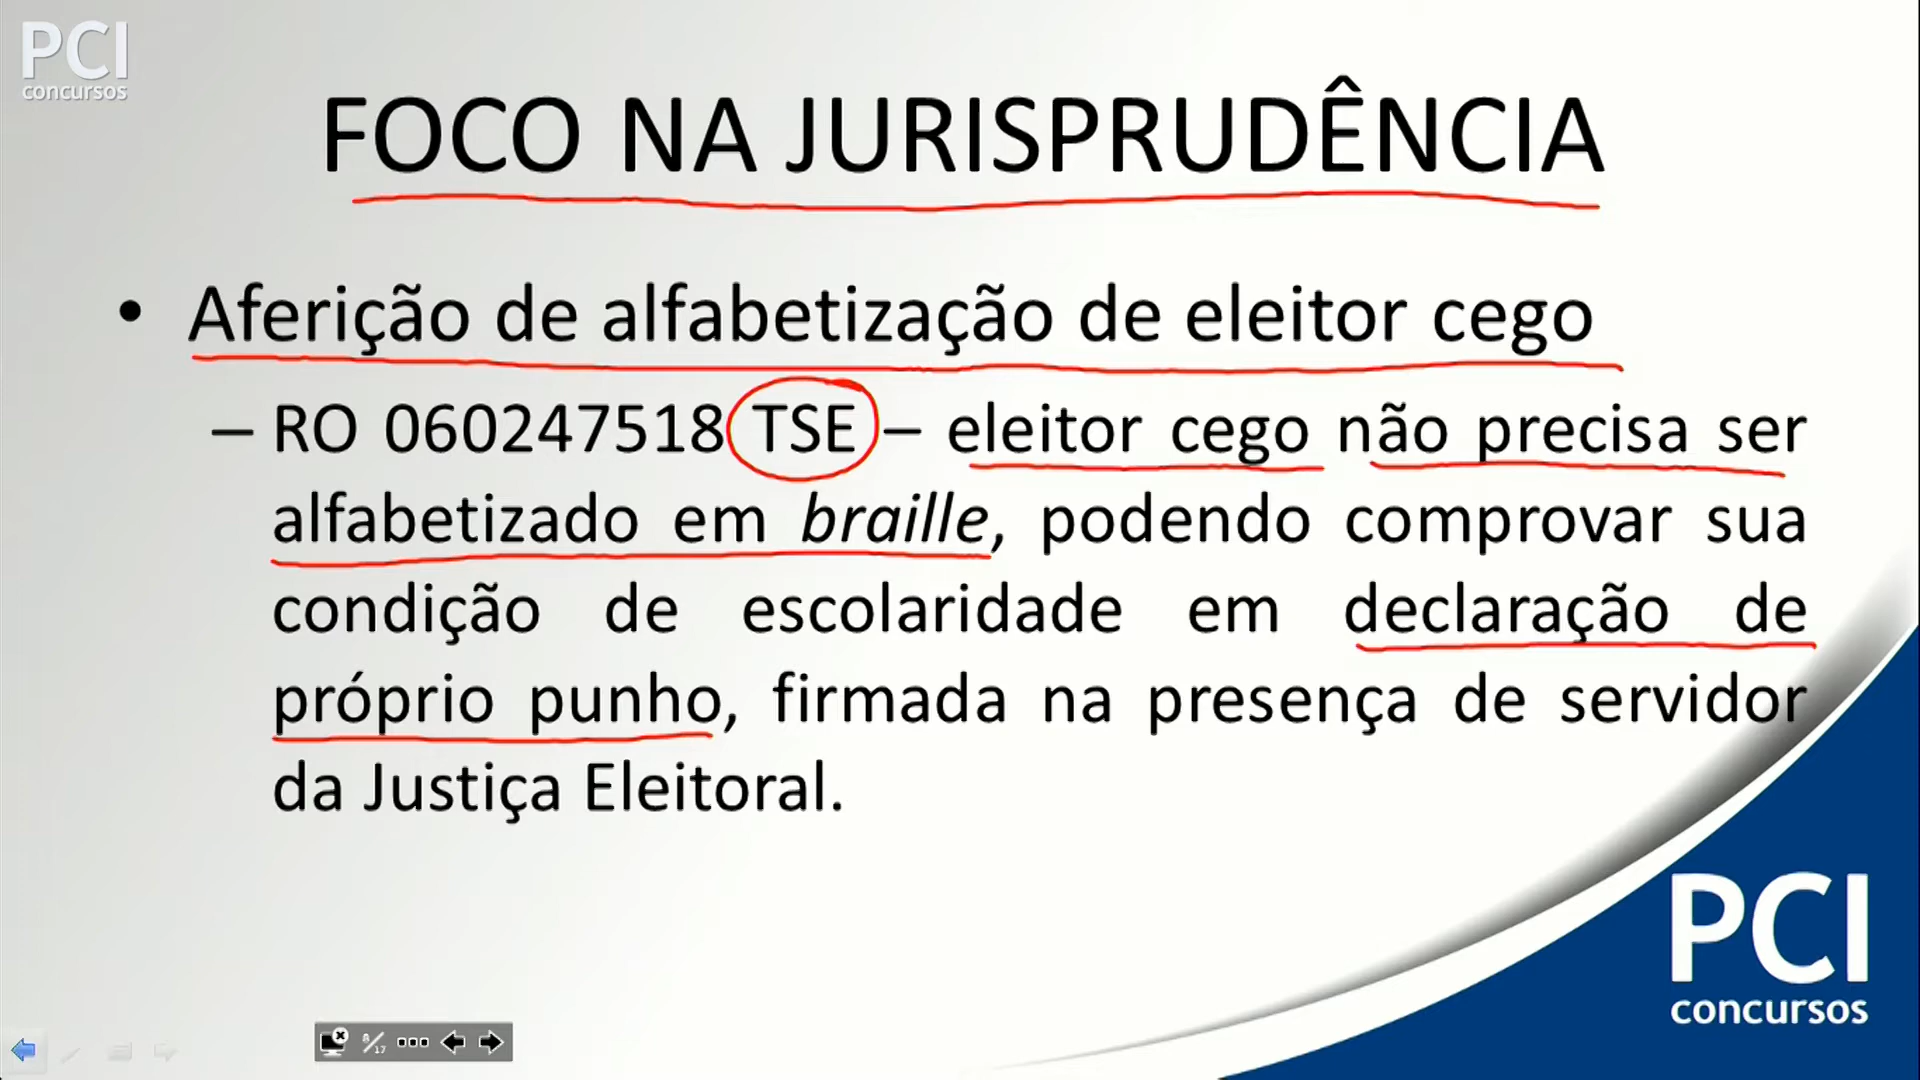 PCI
concursos
FOCO NA JURISPRUDÊNCIA
• Aferição de alfabetização de eleitor cego
– RO 060247518 TSE – eleitor cego não precisa ser
alfabetizado em braille, podendo comprovar sua
condição de escolaridade em declaração de
próprio punho, firmada na presença de servidor
da Justiça Eleitoral.
PCI
concursos
8/17